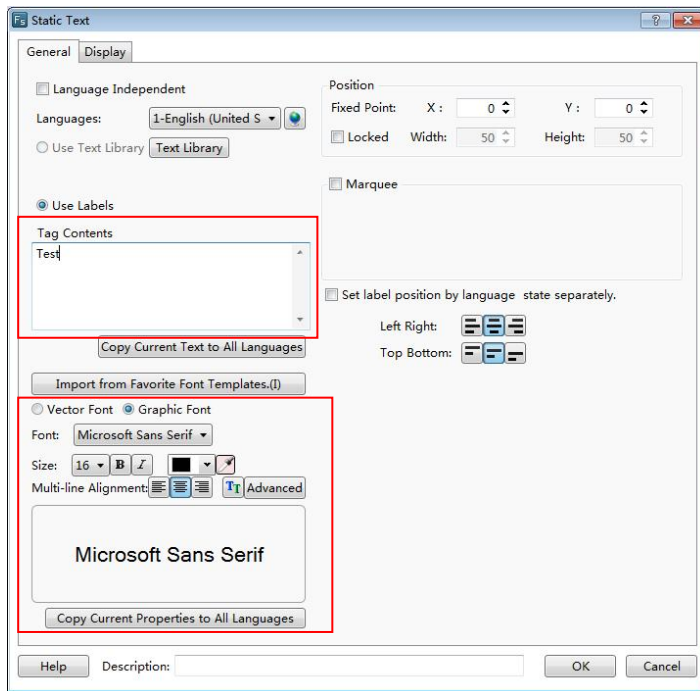 Fs Static Text
General Display
Language Independent
Languages: 1-English (United S
Use Text Library Text Library
Use Labels
Tag Contents
Test
Copy Current Text to All Languages
Import from Favorite Font Templates.(I)
Vector Font Graphic Font
Font: Microsoft Sans Serif
Size: 16 B I
Multi-line Alignment: TT Advanced
Microsoft Sans Serif
Copy Current Properties to All Languages
Position
Fixed Point: X : 0 Y : 0
Locked Width: 50 Height: 50
Marquee
Set label position by language state separately.
Left Right:
Top Bottom:
Help Description: OK Cancel